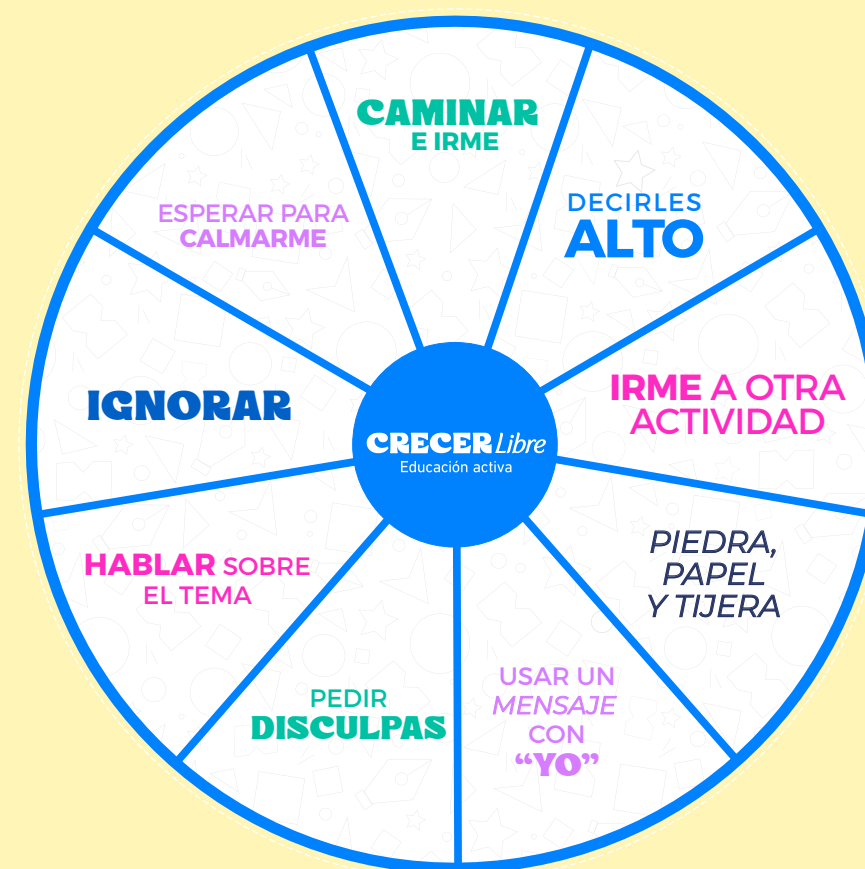 CAMINAR
E IRME
DECIRLES
ALTO
IRME A OTRA
ACTIVIDAD
PIEDRA,
PAPEL
Y TIJERA
USAR UN
MENSAJE
CON
“YO”
PEDIR
DISCULPAS
HABLAR SOBRE
EL TEMA
IGNORAR
ESPERAR PARA
CALMARME
CRECER Libre
Educación activa